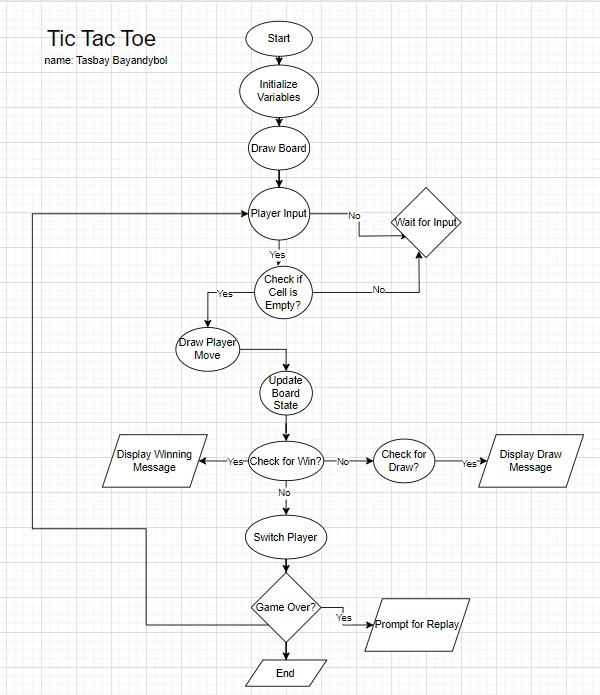 Tic Tac Toe
name: Tasbay Bayandybol
Start
Initialize
Variables
Draw Board
Player Input
No
Wait for Input
Yes
Check if
Cell is
Empty?
Yes
No
Draw Player
Move
Update
Board
State
Display Winning
Message
Yes
Check for Win?
No
Check for
Draw?
Yes
Display Draw
Message
No
Switch Player
Game Over?
Yes
Prompt for Replay
End